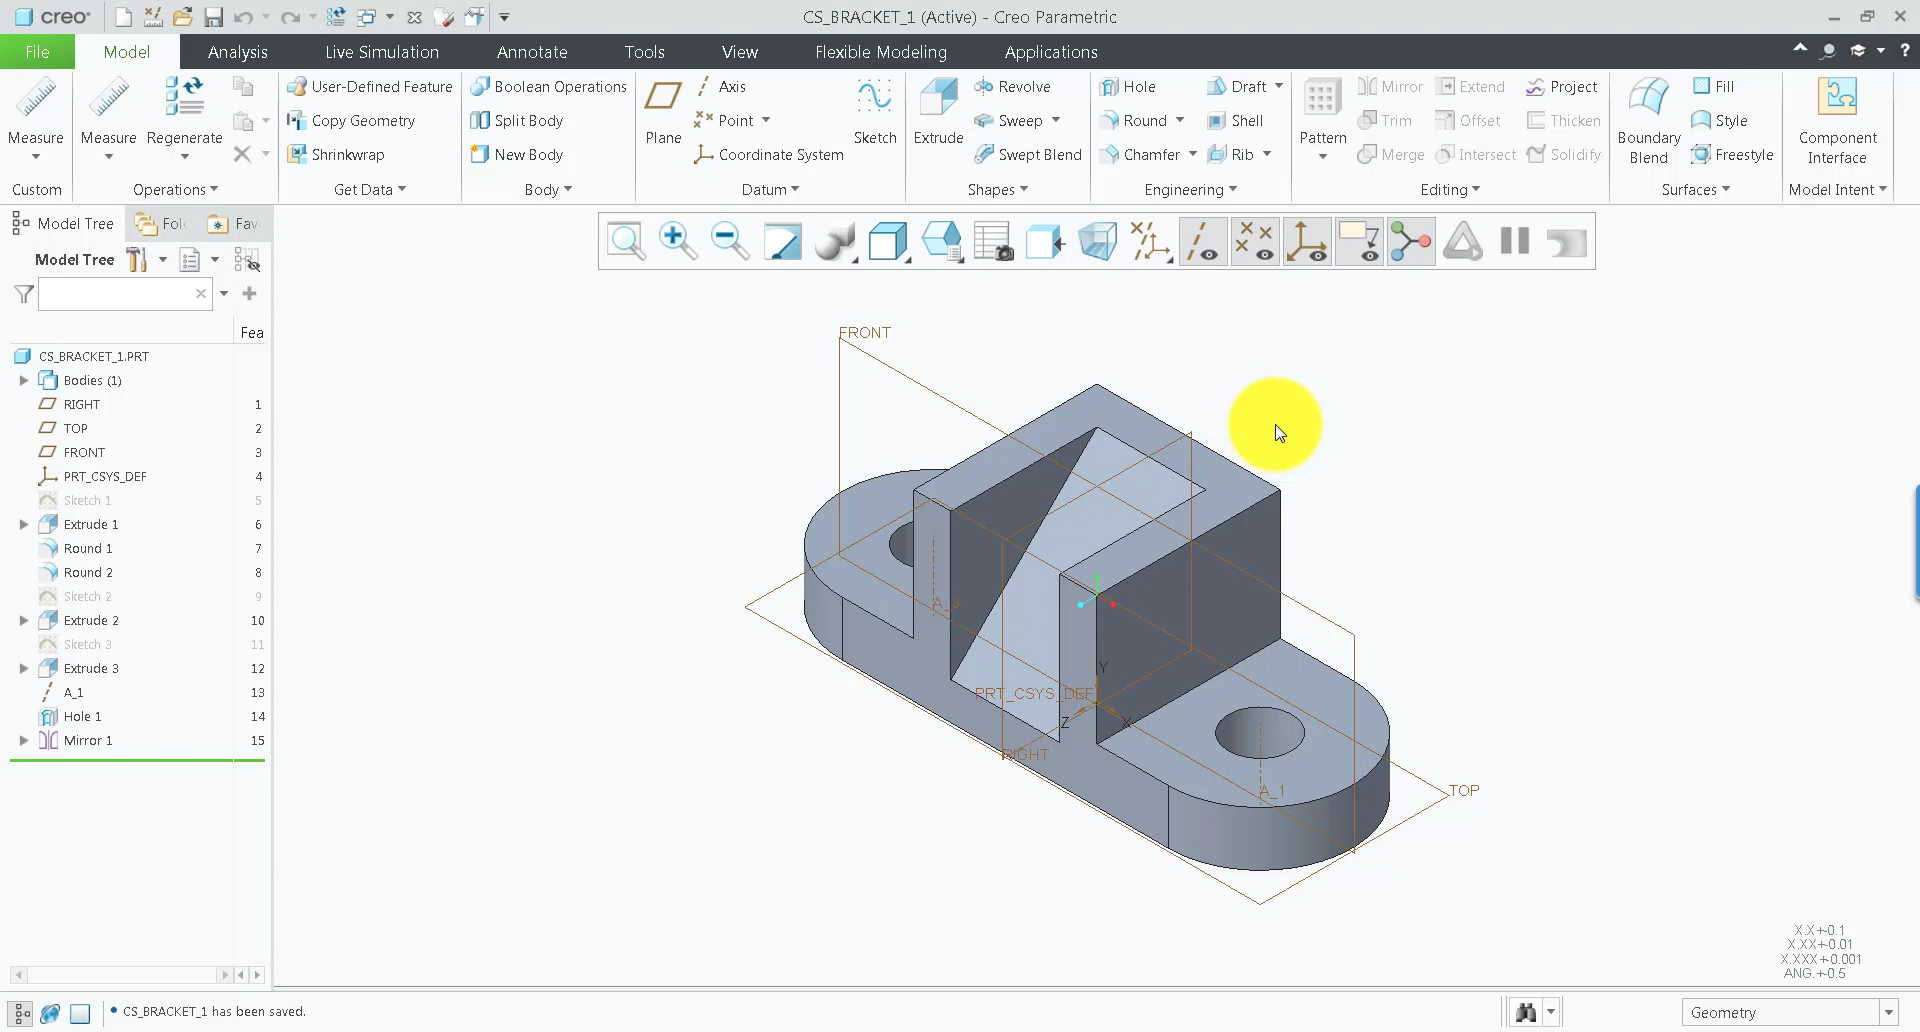 creo
CS_BRACKET_1 (Active) - Creo Parametric
File Model Analysis Live Simulation Annotate Tools View Flexible Modeling Applications
Measure
Custom
Measure Regenerate
Operations
User-Defined Feature
Copy Geometry
Shrinkwrap
Get Data
Boolean Operations
Split Body
New Body
Body
Plane
Axis
Point
Coordinate System
Sketch
Datum
Extrude
Revolve
Sweep
Swept Blend
Shapes
Hole Draft
Round Shell
Chamfer Rib
Engineering
Pattern
Mirror Extend Project
Trim Offset Thicken
Merge Intersect Solidify
Editing
Boundary
Blend
Fill
Style
Freestyle
Surfaces
Component
Interface
Model Intent
Model Tree Fol Fav
Model Tree
Fea
CS_BRACKET_1.PRT
Bodies (1)
RIGHT 1
TOP 2
FRONT 3
PRT_CSYS_DEF 4
Sketch 1 5
Extrude 1 6
Round 1 7
Round 2 8
Sketch 2 9
Extrude 2 10
Sketch 3 11
Extrude 3 12
A_1 13
Hole 1 14
Mirror 1 15
FRONT
A_3
Y
PRT_CSYS_DEF
Z
X
RIGHT
A_1
TOP
X.X+-0.1
X.XX+-0.01
X.XXX+-0.001
ANG.+-0.5
• CS_BRACKET_1 has been saved.
Geometry
?